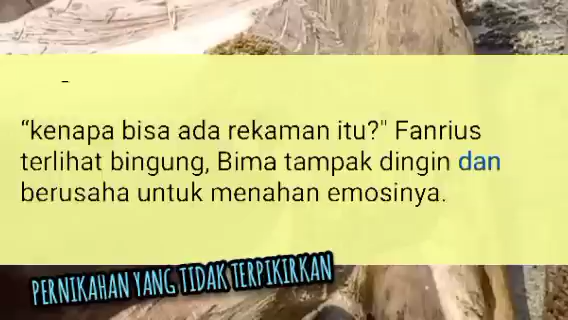 -
“kenapa bisa ada rekaman itu?" Fanrius
terlihat bingung, Bima tampak dingin dan
berusaha untuk menahan emosinya.
PERNIKAHAN YANG TIDAK TERPIKIRKAN